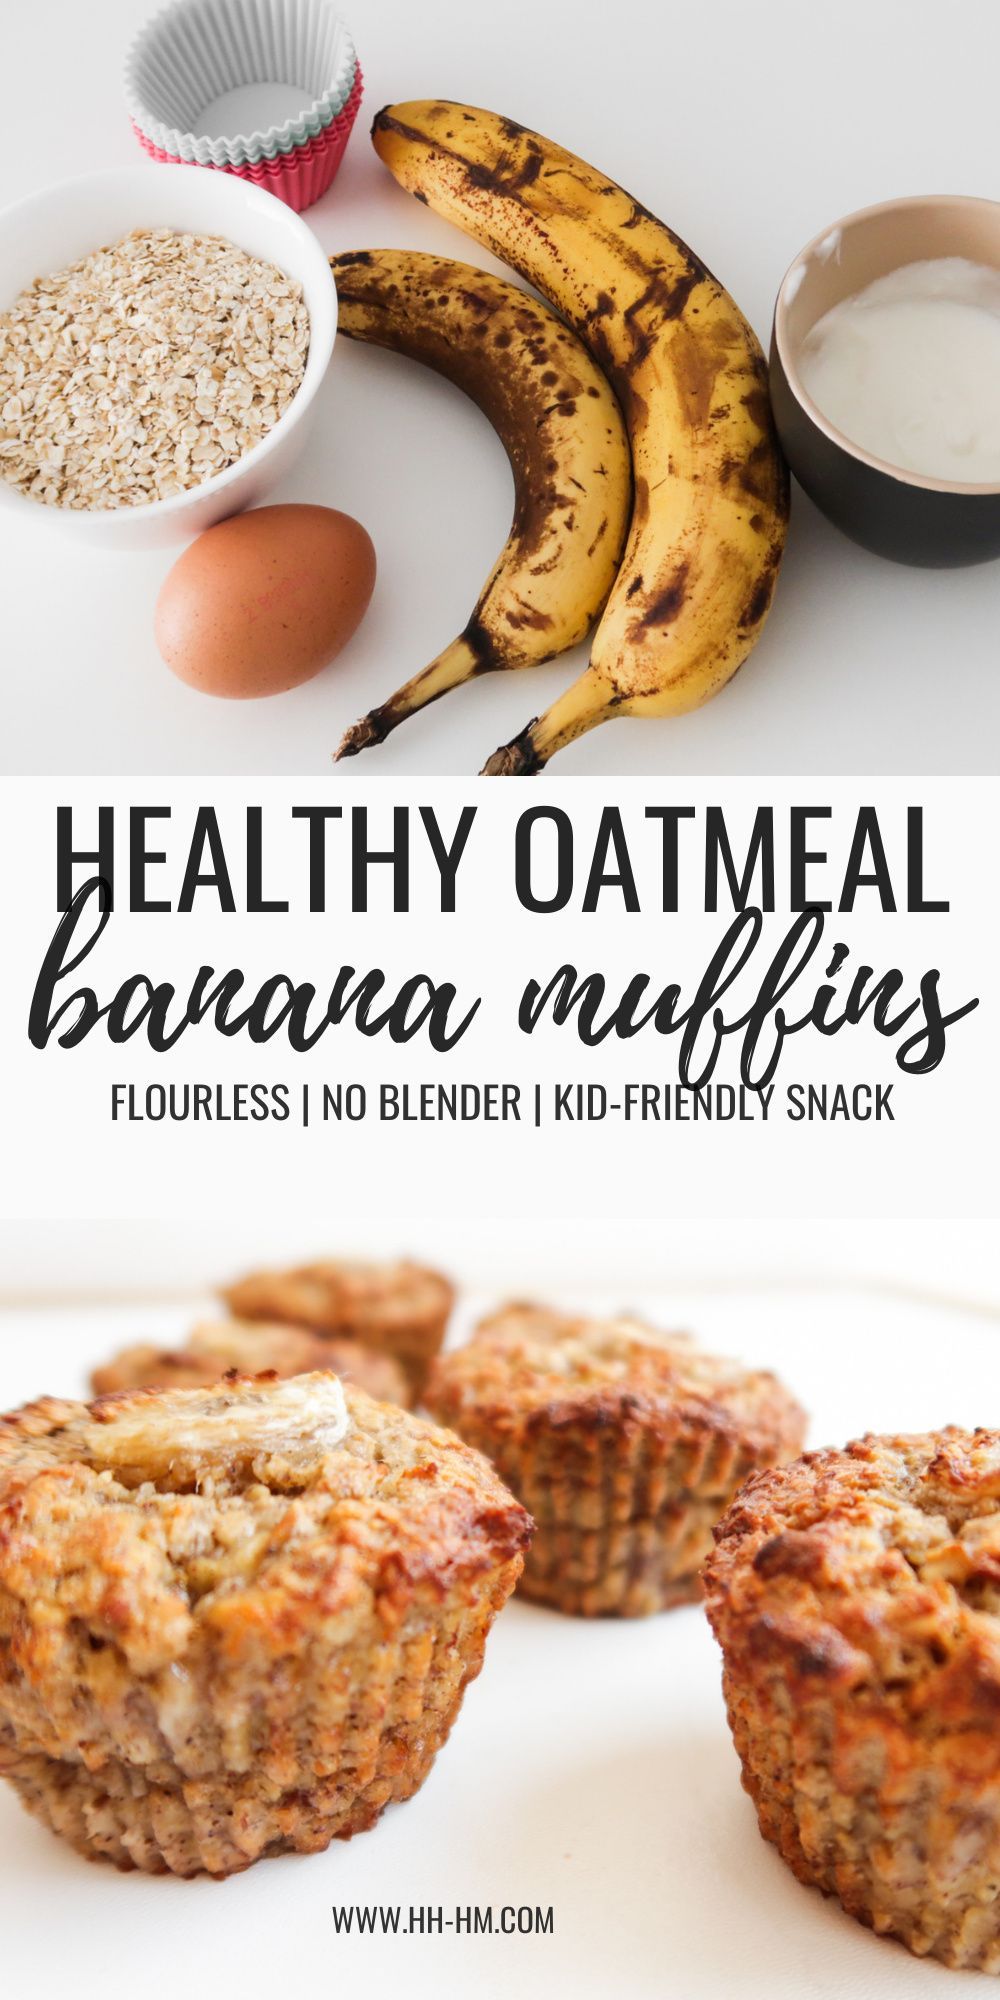 HEALTHY OATMEAL
banana muffins
FLOURLESS | NO BLENDER | KID-FRIENDLY SNACK
WWW.HH-HM.COM